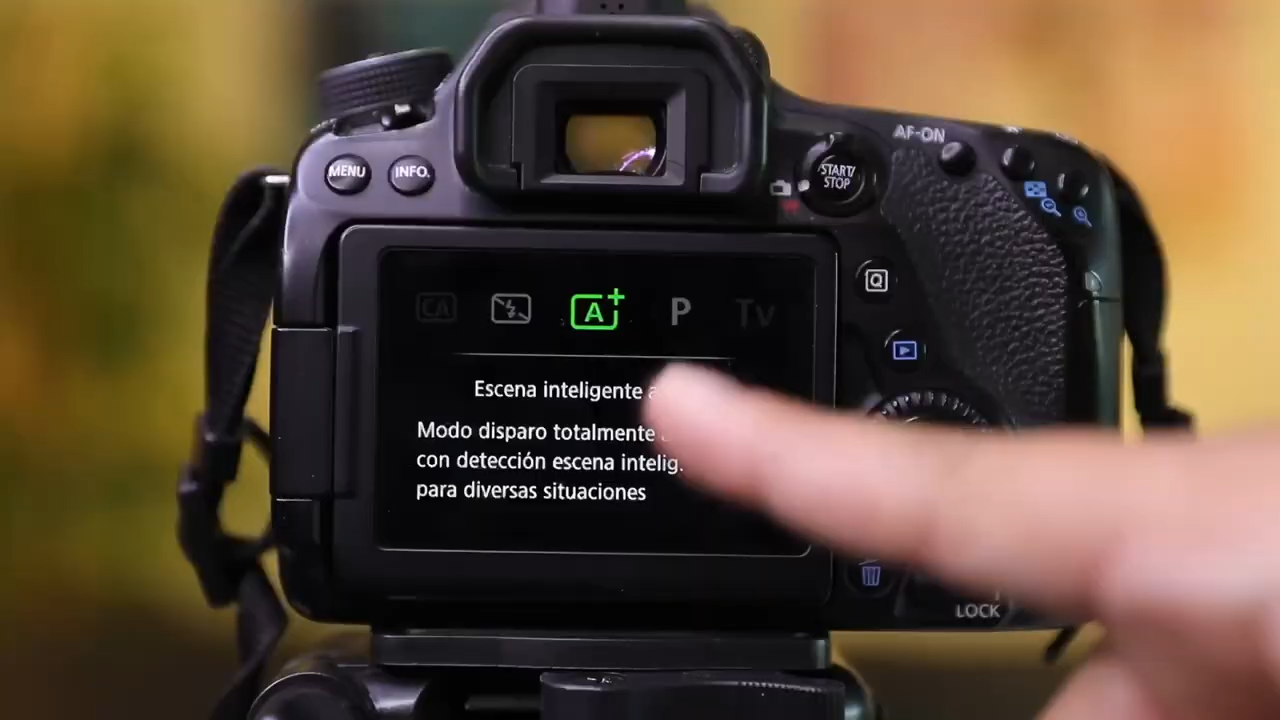 AF-ON
MENU
INFO.
START/
STOP
Q
CA
A+
P
Tv
Escena inteligente
Modo disparo totalmente
con detección escena intelig.
para diversas situaciones
LOCK